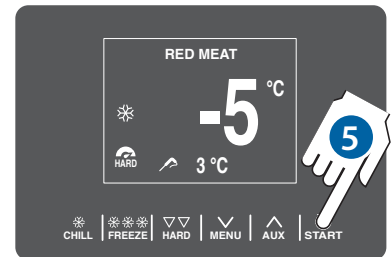 RED MEAT
-5 °C
HARD
3 °C
5
CHILL FREEZE HARD MENU AUX START